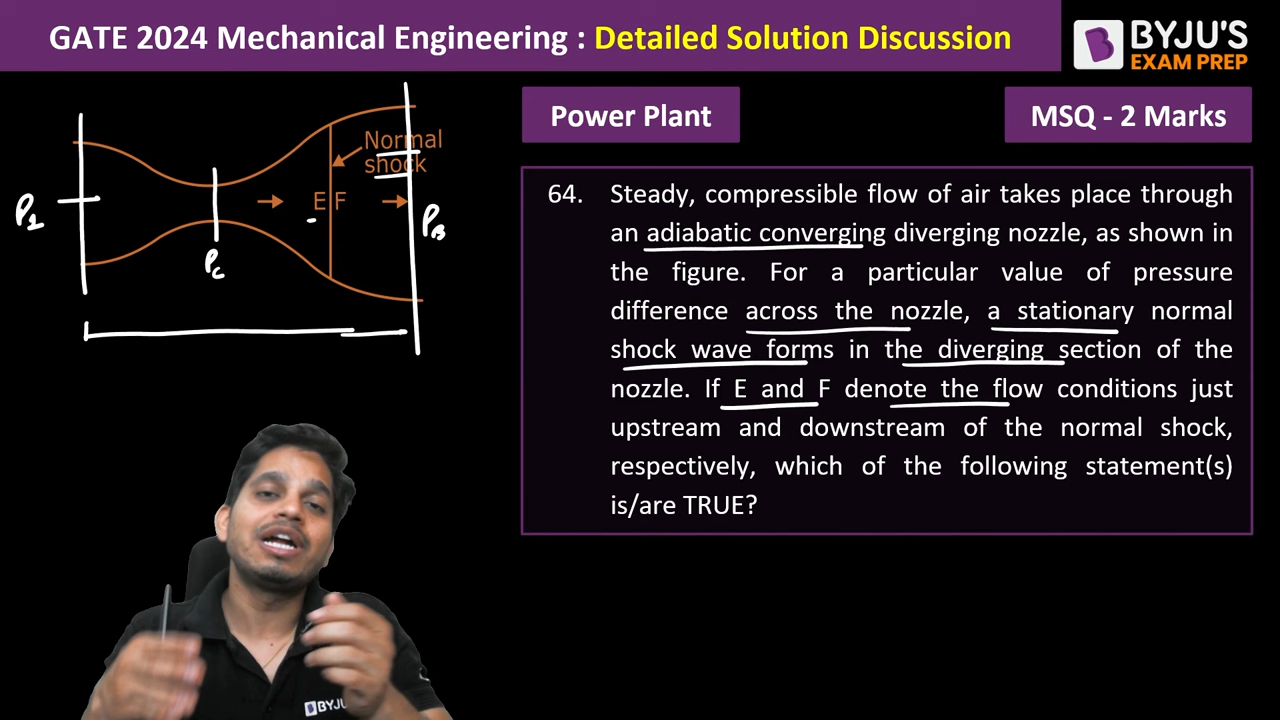 GATE 2024 Mechanical Engineering : Detailed Solution Discussion
BYJU'S
EXAM PREP
Normal
shock
E F
P1
Pc
PB
Power Plant
MSQ - 2 Marks
64. Steady, compressible flow of air takes place through
an adiabatic converging diverging nozzle, as shown in
the figure. For a particular value of pressure
difference across the nozzle, a stationary normal
shock wave forms in the diverging section of the
nozzle. If E and F denote the flow conditions just
upstream and downstream of the normal shock,
respectively, which of the following statement(s)
is/are TRUE?
BYJU